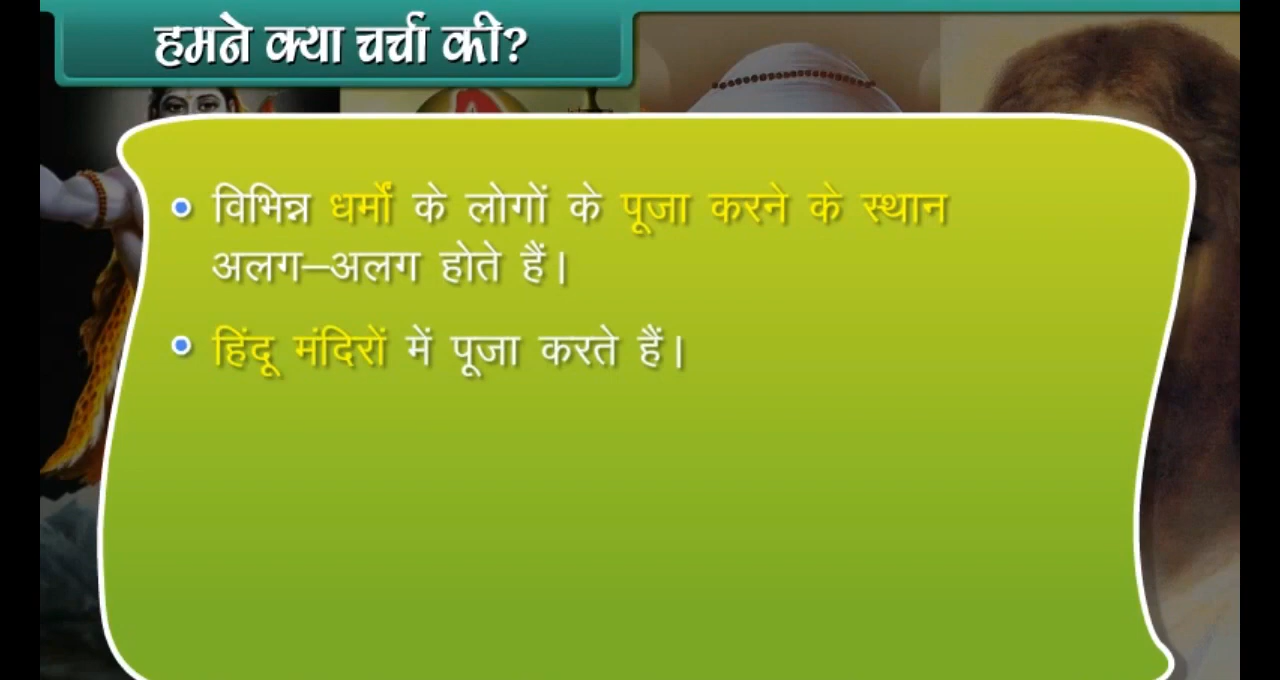 हमने क्या चर्चा की?
विभिन्न धर्मों के लोगों के पूजा करने के स्थान
अलग–अलग होते हैं।
हिंदू मंदिरों में पूजा करते हैं।